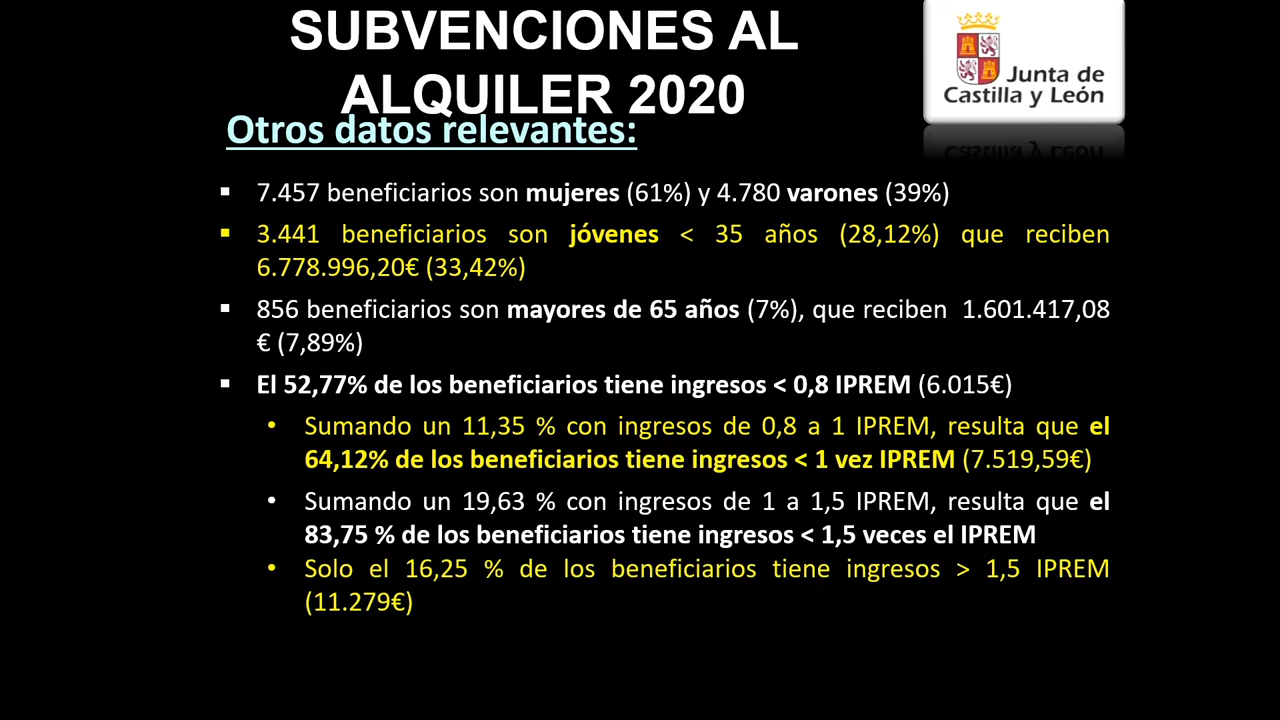 SUBVENCIONES AL
ALQUILER 2020
Junta de
Castilla y León
Otros datos relevantes:
▪ 7.457 beneficiarios son mujeres (61%) y 4.780 varones (39%)
▪ 3.441 beneficiarios son jóvenes < 35 años (28,12%) que reciben
6.778.996,20€ (33,42%)
▪ 856 beneficiarios son mayores de 65 años (7%), que reciben 1.601.417,08
€ (7,89%)
▪ El 52,77% de los beneficiarios tiene ingresos < 0,8 IPREM (6.015€)
• Sumando un 11,35 % con ingresos de 0,8 a 1 IPREM, resulta que el
64,12% de los beneficiarios tiene ingresos < 1 vez IPREM (7.519,59€)
• Sumando un 19,63 % con ingresos de 1 a 1,5 IPREM, resulta que el
83,75 % de los beneficiarios tiene ingresos < 1,5 veces el IPREM
• Solo el 16,25 % de los beneficiarios tiene ingresos > 1,5 IPREM
(11.279€)